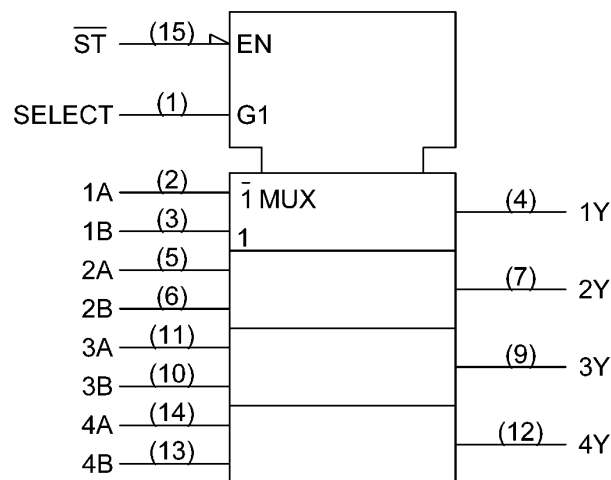 S̅T̅ (15) EN
SELECT (1) G1
1A (2) 1̅ MUX (4) 1Y
1B (3) 1
2A (5) (7) 2Y
2B (6)
3A (11) (9) 3Y
3B (10)
4A (14) (12) 4Y
4B (13)